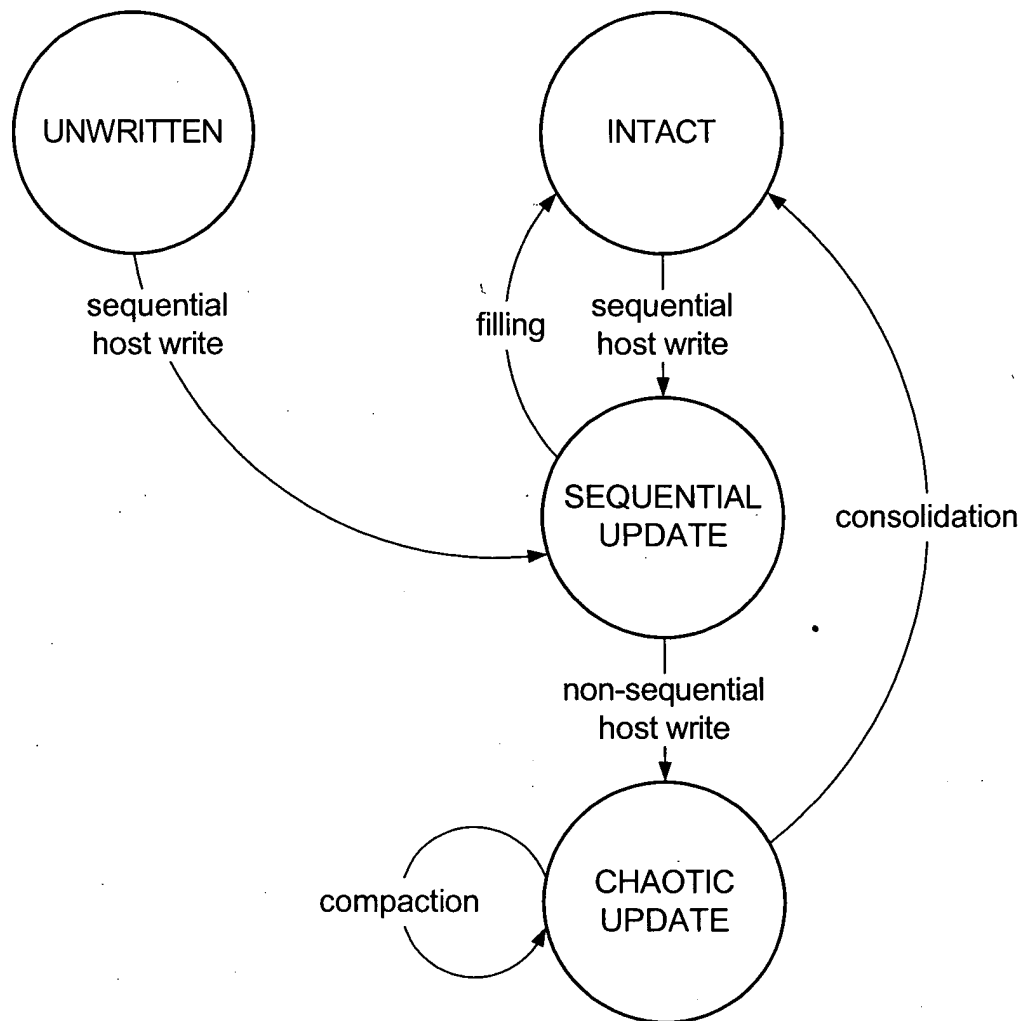 UNWRITTEN
INTACT
sequential
host write
filling
sequential
host write
SEQUENTIAL
UPDATE
consolidation
non-sequential
host write
compaction
CHAOTIC
UPDATE